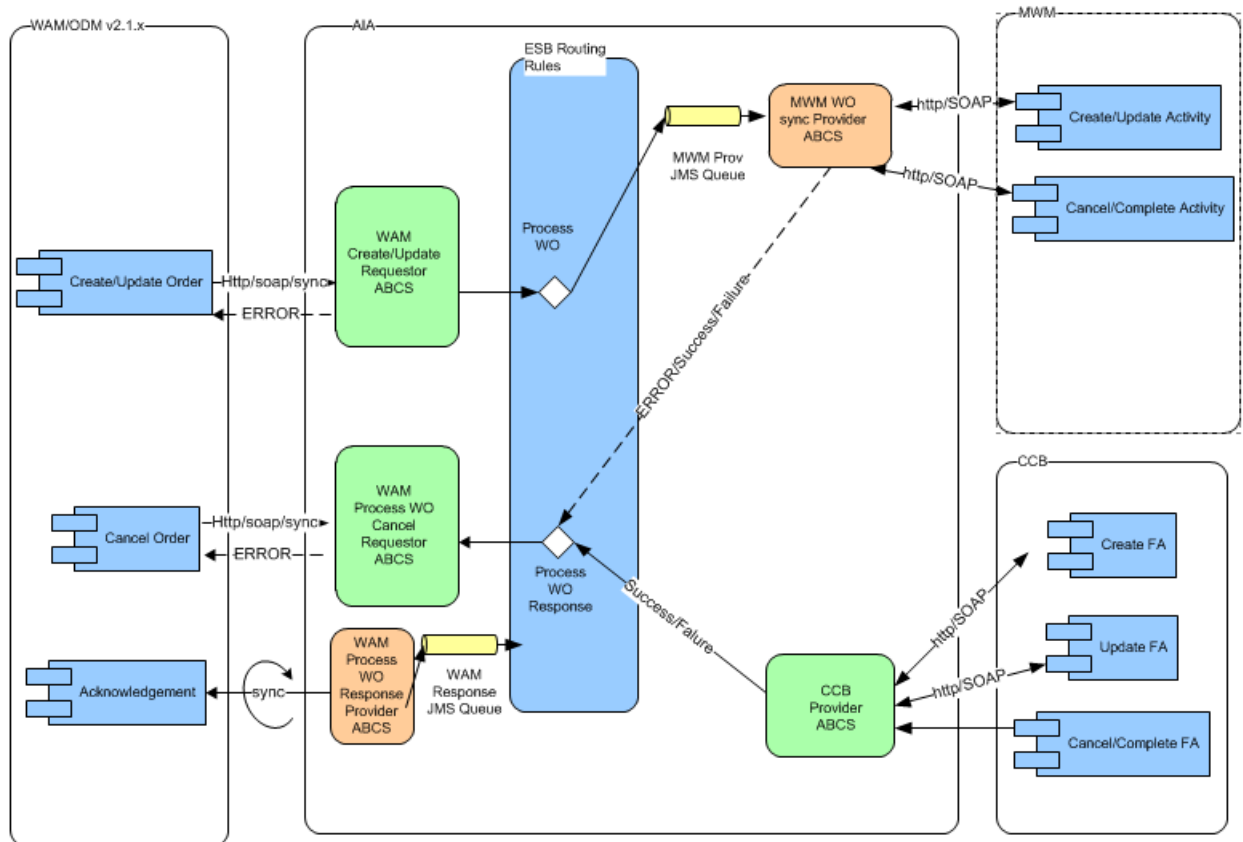 WAM/ODM v2.1.x
AIA
MWM
ESB Routing
Rules
MWM WO
sync Provider
ABCS
http/SOAP
Create/Update Activity
MWM Prov
JMS Queue
http/SOAP
Cancel/Complete Activity
WAM
Create/Update
Requestor
ABCS
Process
WO
Create/Update Order
Http/soap/sync
ERROR
ERROR/Success/Failure
CCB
WAM
Process WO
Cancel
Requestor
ABCS
Cancel Order
Http/soap/sync
ERROR
Process
WO
Response
Create FA
http/SOAP
Success/Falure
Update FA
http/SOAP
WAM
Process
WO
Response
Provider
ABCS
WAM
Response
JMS Queue
Acknowledgement
sync
CCB
Provider
ABCS
Cancel/Complete FA